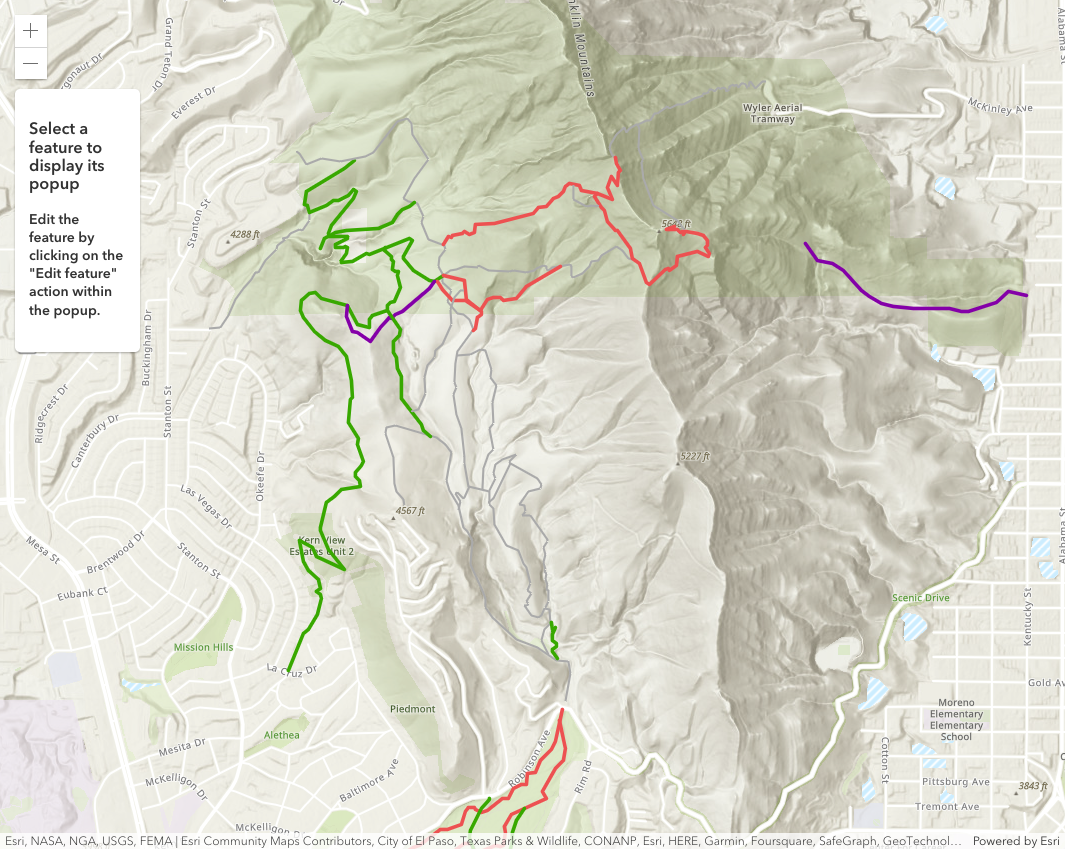 +
−
Select a
feature to
display its
popup
Edit the
feature by
clicking on the
"Edit feature"
action within
the popup.
Grand Teton Dr
Everest Dr
klin Mountains
Wyler Aerial
Tramway
McKinley Ave
Alabama St
Stanton St
4288 ft
5640 ft
Buckingham Dr
Ridgecrest Dr
Canterbury Dr
Stanton St
Okeefe Dr
5227 ft
Las Vegas Dr
4567 ft
Mesa St
Brentwood Dr
Stanton St
Eubank Ct
Kern View
Estates Unit 2
Alabama St
Scenic Drive
Kentucky St
Mission Hills
La Cruz Dr
Gold Av
Piedmont
Moreno
Elementary
Elementary
School
Alethea
Mesita Dr
Robinson Ave
Rim Rd
Cotton St
McKelligon Dr
Baltimore Ave
Pittsburg Ave
3843 ft
Tremont Ave
McKelligon
Esri, NASA, NGA, USGS, FEMA | Esri Community Maps Contributors, City of El Paso, Texas Parks & Wildlife, CONANP, Esri, HERE, Garmin, Foursquare, SafeGraph, GeoTechnol... Powered by Esri